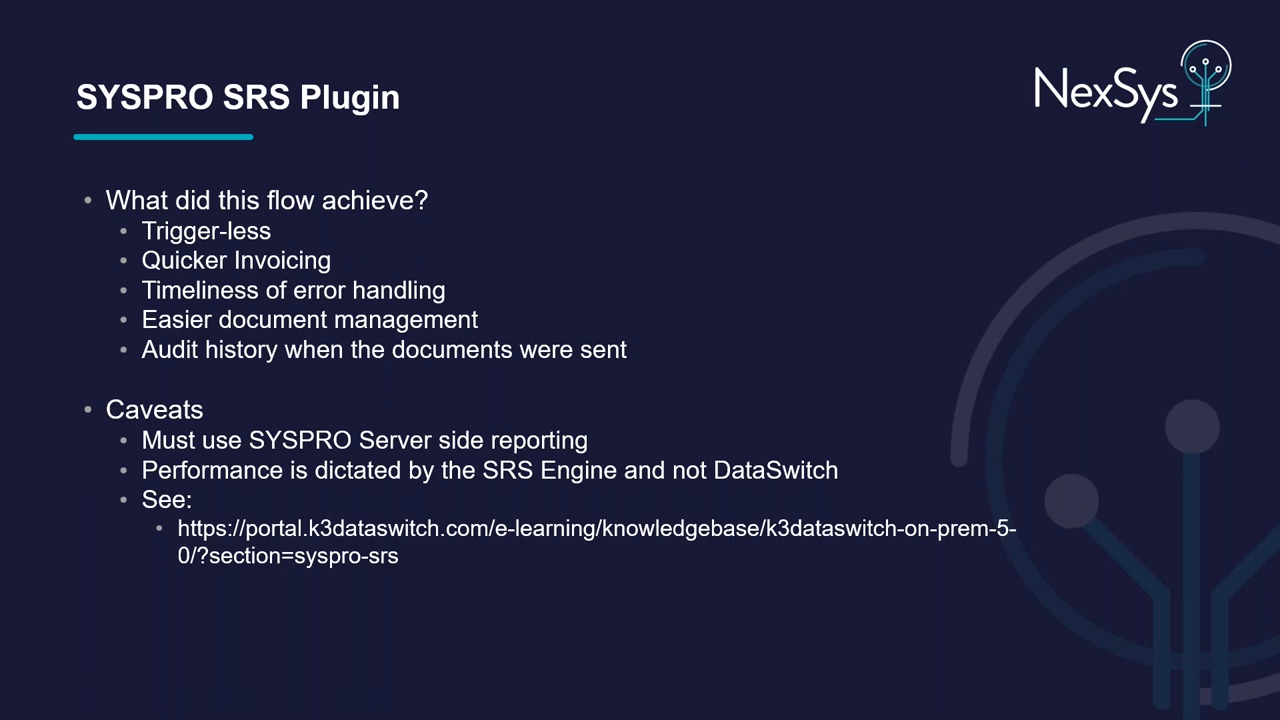 SYSPRO SRS Plugin
NexSys
• What did this flow achieve?
• Trigger-less
• Quicker Invoicing
• Timeliness of error handling
• Easier document management
• Audit history when the documents were sent
• Caveats
• Must use SYSPRO Server side reporting
• Performance is dictated by the SRS Engine and not DataSwitch
• See:
• https://portal.k3dataswitch.com/e-learning/knowledgebase/k3dataswitch-on-prem-5-
0/?section=syspro-srs